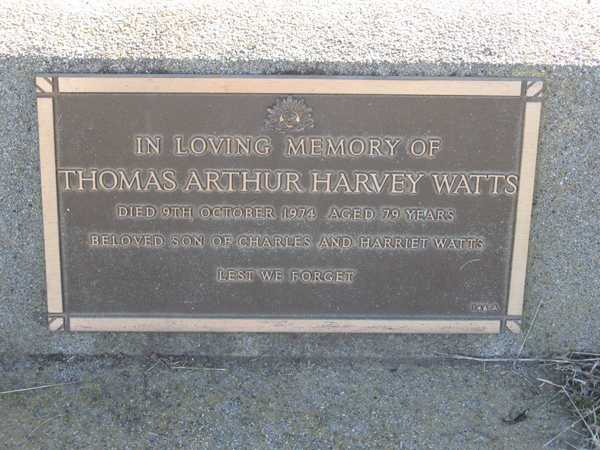 IN LOVING MEMORY OF
THOMAS ARTHUR HARVEY WATTS
DIED 9TH OCTOBER 1974 AGED 79 YEARS
BELOVED SON OF CHARLES AND HARRIET WATTS
LEST WE FORGET